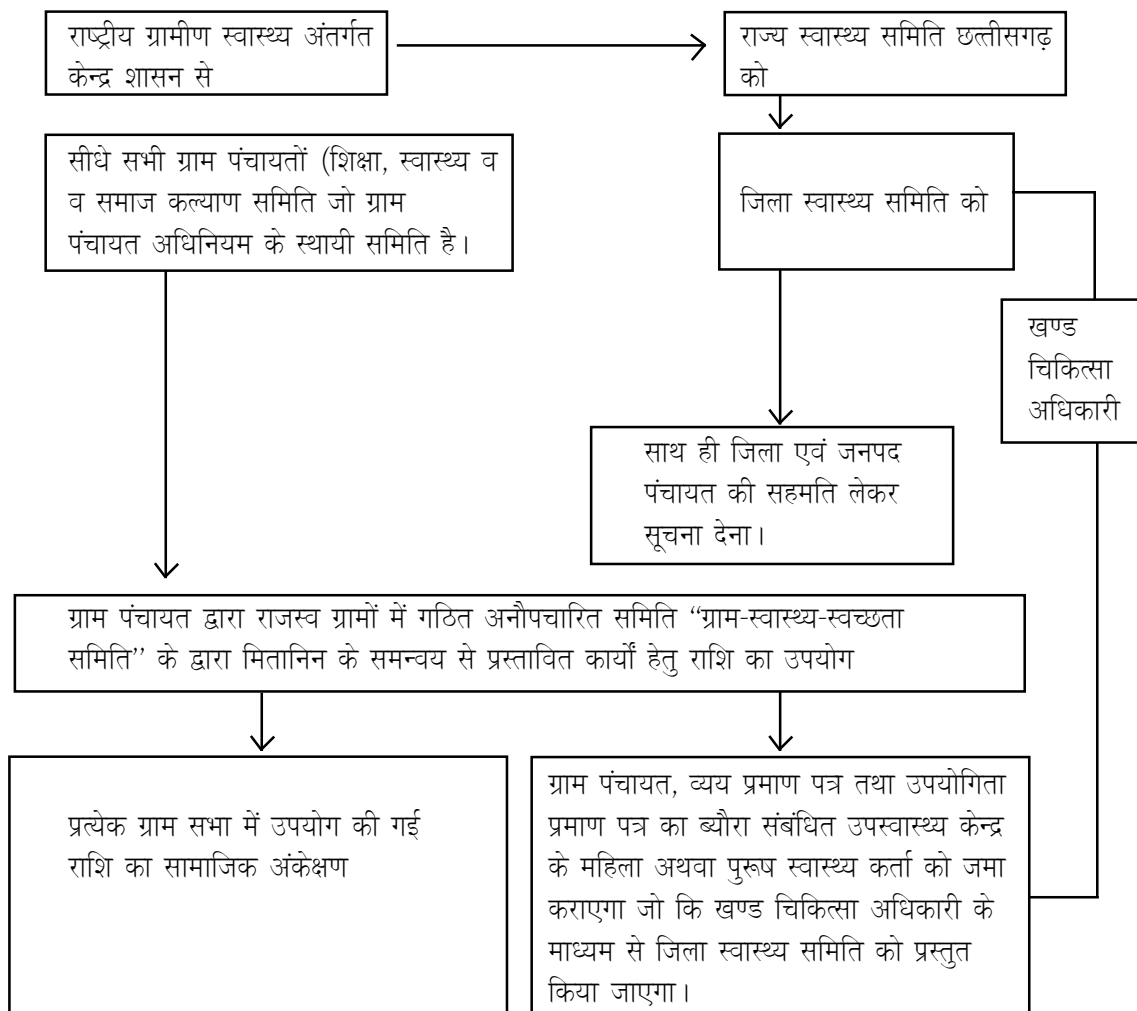 राष्ट्रीय ग्रामीण स्वास्थ्य अंतर्गत
केन्द्र शासन से
राज्य स्वास्थ्य समिति छत्तीसगढ़
को
सीधे सभी ग्राम पंचायतों (शिक्षा, स्वास्थ्य व
व समाज कल्याण समिति जो ग्राम
पंचायत अधिनियम के स्थायी समिति है।
जिला स्वास्थ्य समिति को
खण्ड
चिकित्सा
अधिकारी
साथ ही जिला एवं जनपद
पंचायत की सहमति लेकर
सूचना देना।
ग्राम पंचायत द्वारा राजस्व ग्रामों में गठित अनौपचारित समिति “ग्राम-स्वास्थ्य-स्वच्छता
समिति’’ के द्वारा मितानिन के समन्वय से प्रस्तावित कार्यों हेतु राशि का उपयोग
प्रत्येक ग्राम सभा में उपयोग की गई
राशि का सामाजिक अंकेक्षण
ग्राम पंचायत, व्यय प्रमाण पत्र तथा उपयोगिता
प्रमाण पत्र का ब्यौरा संबंधित उपस्वास्थ्य केन्द्र
के महिला अथवा पुरूष स्वास्थ्य कर्ता को जमा
कराएगा जो कि खण्ड चिकित्सा अधिकारी के
माध्यम से जिला स्वास्थ्य समिति को प्रस्तुत
किया जाएगा।